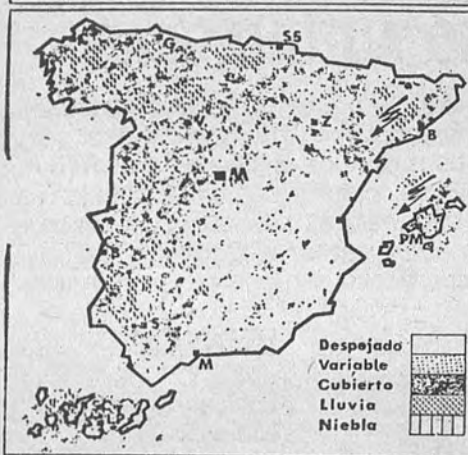 SS
G
V
Z
B
M
PM
S
M
Despejado
Variable
Cubierto
Lluvia
Niebla